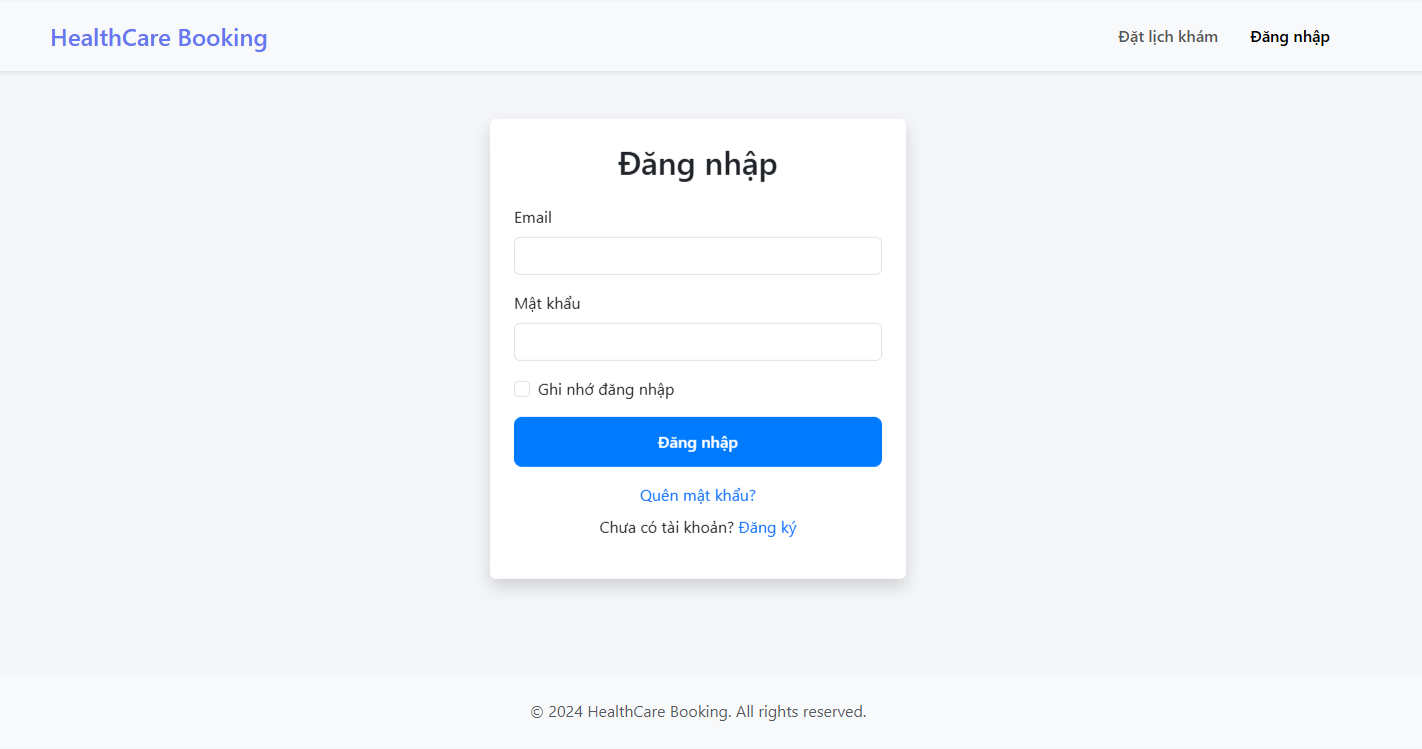 HealthCare Booking
Đặt lịch khám
Đăng nhập
Đăng nhập
Email
Mật khẩu
Ghi nhớ đăng nhập
Đăng nhập
Quên mật khẩu?
Chưa có tài khoản? Đăng ký
© 2024 HealthCare Booking. All rights reserved.